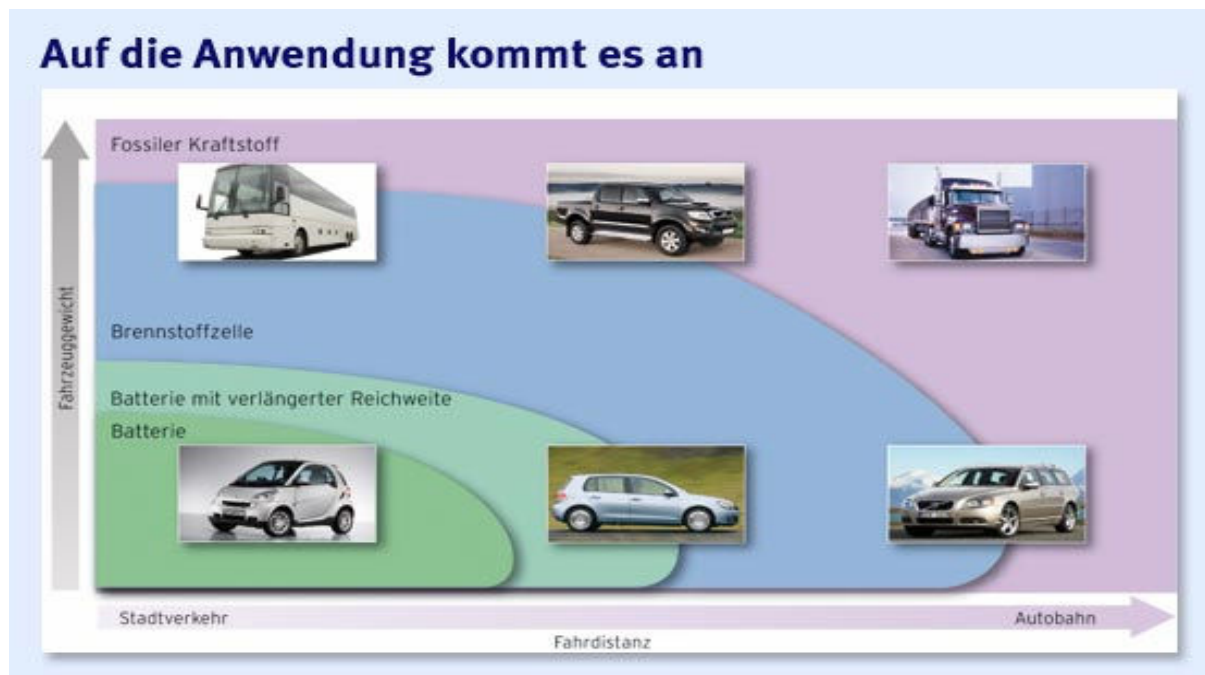 Auf die Anwendung kommt es an
Fossiler Kraftstoff
Brennstoffzelle
Batterie mit verlängerter Reichweite
Batterie
Fahrzeuggewicht
Stadtverkehr
Autobahn
Fahrdistanz